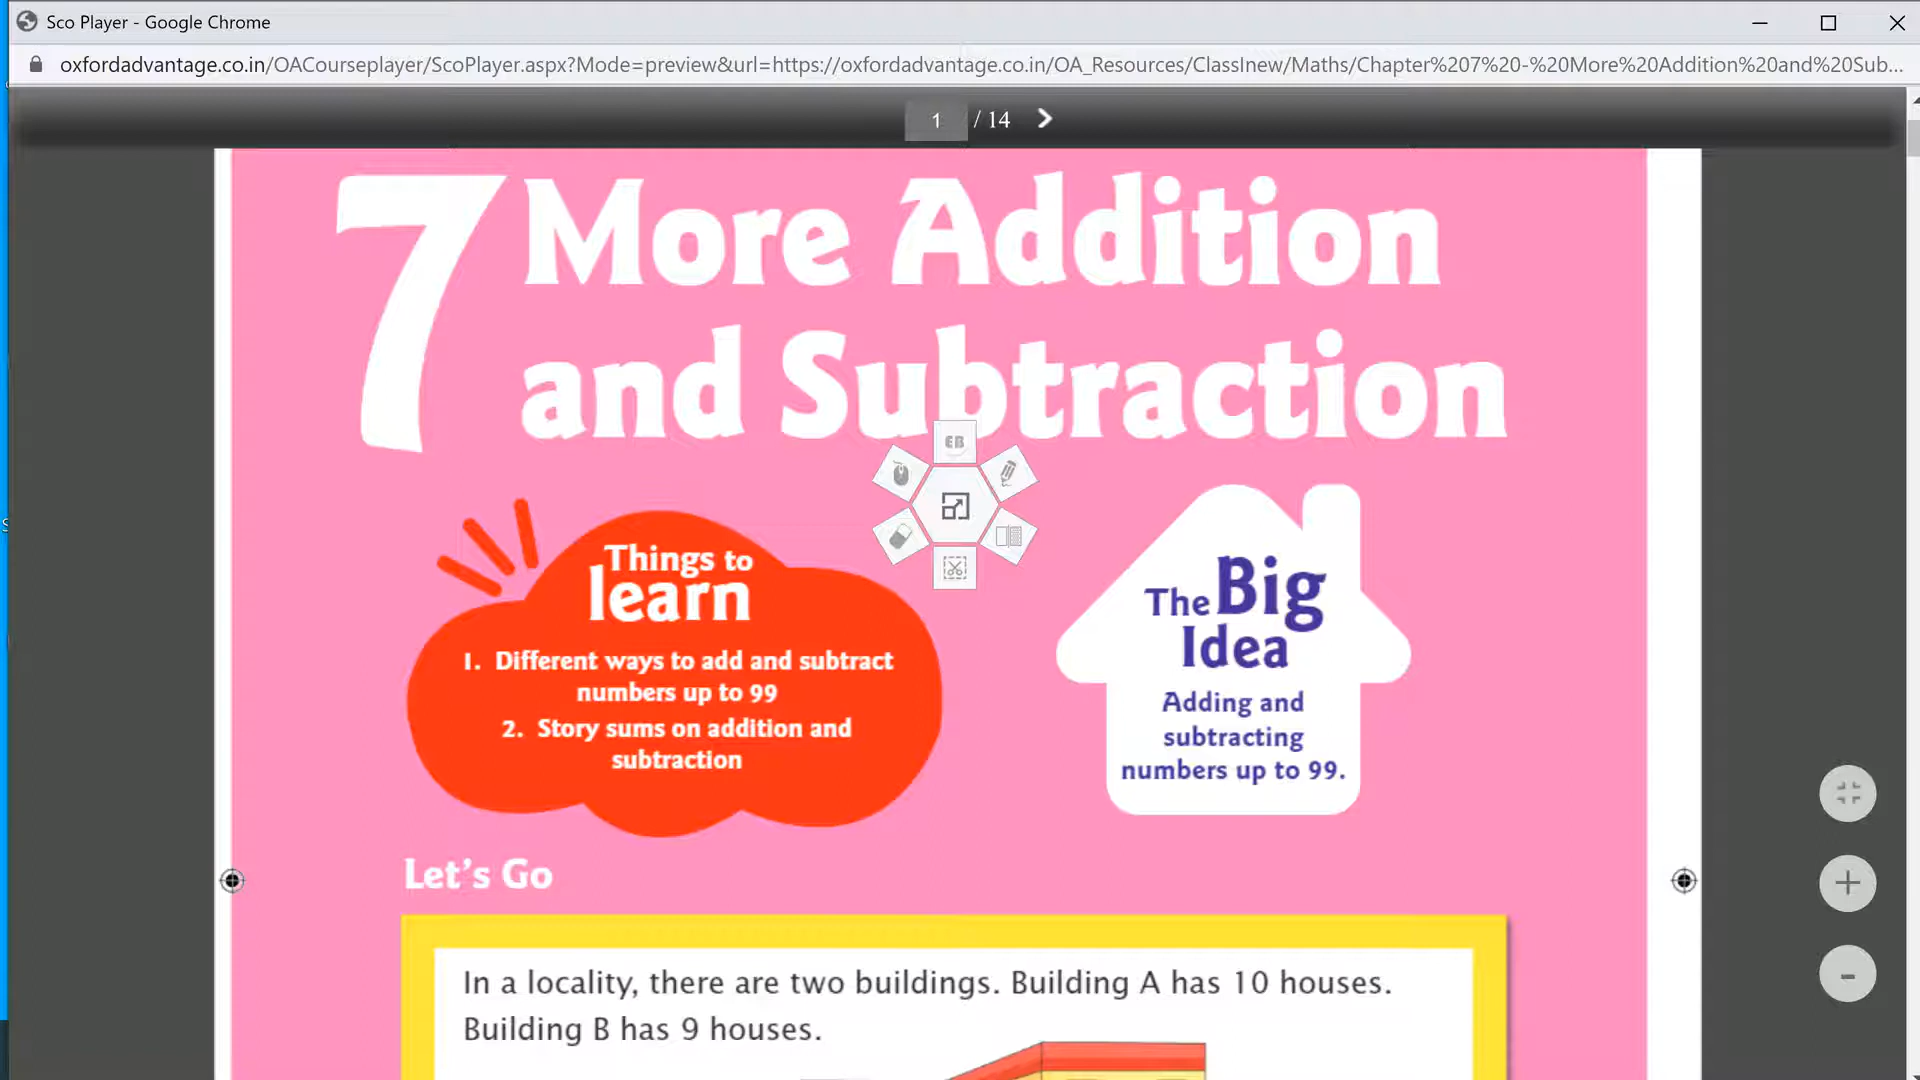 Sco Player - Google Chrome
oxfordadvantage.co.in/OACourseplayer/ScoPlayer.aspx?Mode=preview&url=https://oxfordadvantage.co.in/OA_Resources/ClassInew/Maths/Chapter%207%20-%20More%20Addition%20and%20Sub...
1 / 14
7 More Addition
and Subtraction
EB
Things to
learn
1. Different ways to add and subtract
numbers up to 99
2. Story sums on addition and
subtraction
The Big
Idea
Adding and
subtracting
numbers up to 99.
Let's Go
In a locality, there are two buildings. Building A has 10 houses.
Building B has 9 houses.